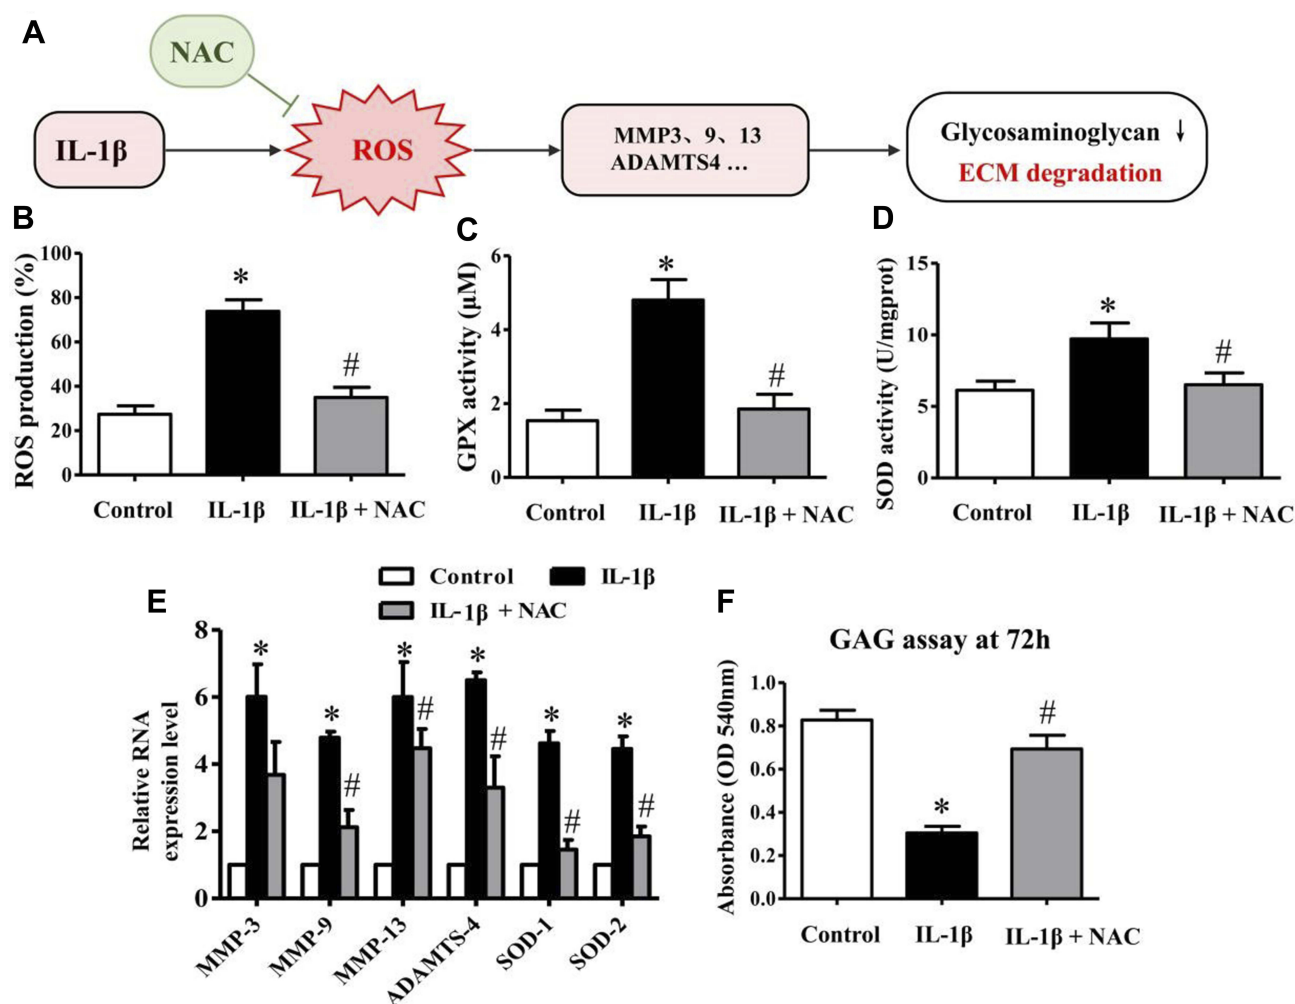 A
NAC
IL-1β
ROS
MMP3、9、13
ADAMTS4 ...
Glycosaminoglycan ↓
ECM degradation
B
ROS production (%)
100
80
60
40
20
0
*
#
Control
IL-1β
IL-1β + NAC
C
GPX activity (μM)
6
4
2
0
*
#
Control
IL-1β
IL-1β + NAC
D
SOD activity (U/mgprot)
15
10
5
0
*
#
Control
IL-1β
IL-1β + NAC
E
Control
IL-1β
IL-1β + NAC
Relative RNA
expression level
8
6
4
2
0
*
*
#
*
#
*
#
*
#
*
#
MMP-3
MMP-9
MMP-13
ADAMTS-4
SOD-1
SOD-2
F
GAG assay at 72h
Absorbance (OD 540nm)
1.0
0.8
0.6
0.4
0.2
0.0
*
#
Control
IL-1β
IL-1β + NAC